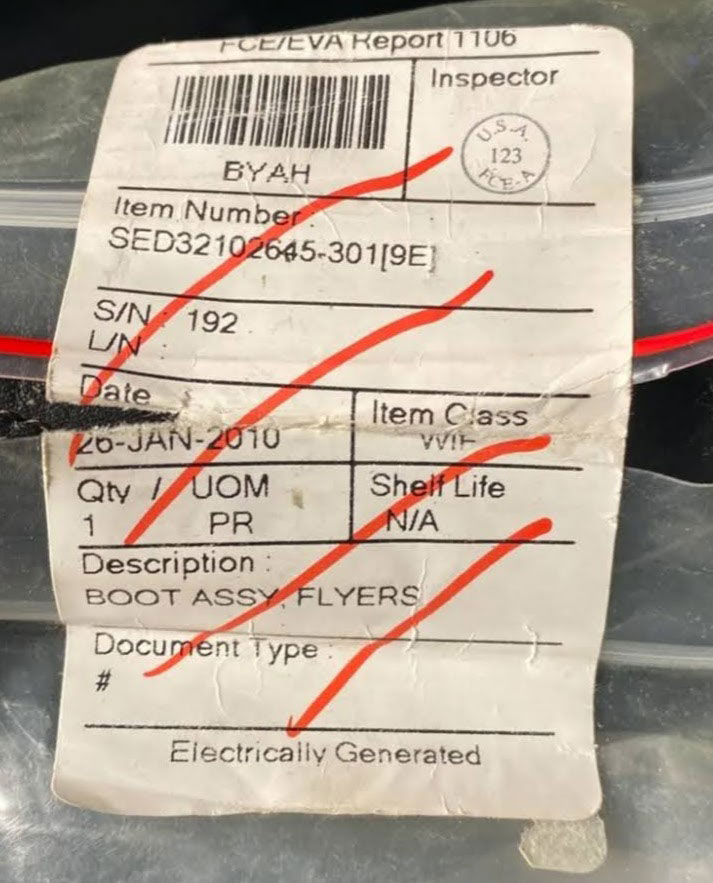 FCE/EVA Report 1106
Inspector
U.S.A.
123
FCE-A
BYAH
Item Number :
SED32102645-301[9E]
S/N : 192
L/N :
Date
26-JAN-2010
Item Class
Qty / UOM
1 PR
Shelf Life
N/A
Description :
BOOT ASSY, FLYERS
Document Type :
#
Electrically Generated